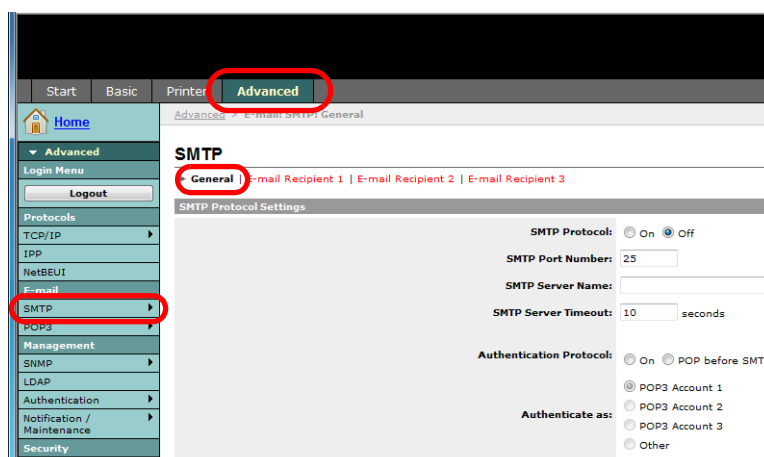 Start Basic Printer Advanced
Home
Advanced > E-mail: SMTP: General
Advanced
Login Menu
Logout
Protocols
TCP/IP
IPP
NetBEUI
E-mail
SMTP
POP3
Management
SNMP
LDAP
Authentication
Notification /
Maintenance
Security
SMTP
General | E-mail Recipient 1 | E-mail Recipient 2 | E-mail Recipient 3
SMTP Protocol Settings
SMTP Protocol: On Off
SMTP Port Number: 25
SMTP Server Name:
SMTP Server Timeout: 10 seconds
Authentication Protocol: On POP before SMT
Authenticate as: POP3 Account 1
POP3 Account 2
POP3 Account 3
Other